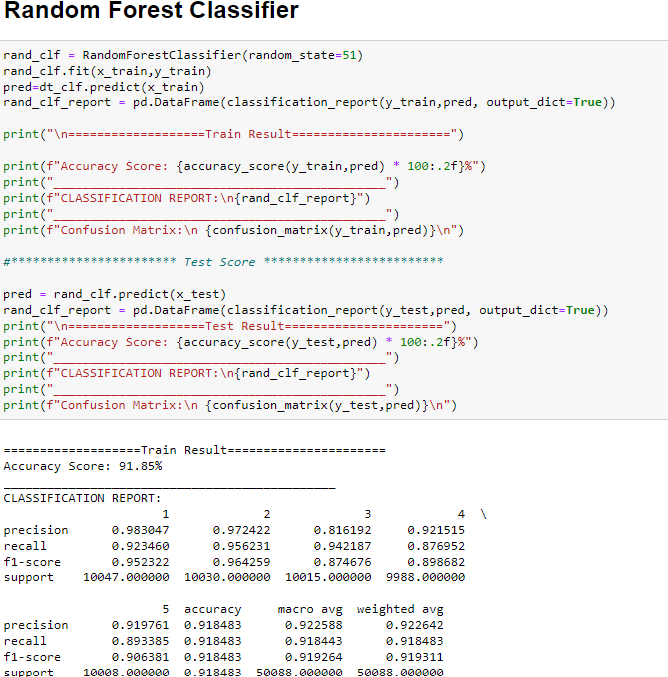 Random Forest Classifier
rand_clf = RandomForestClassifier(random_state=51)
rand_clf.fit(x_train,y_train)
pred=dt_clf.predict(x_train)
rand_clf_report = pd.DataFrame(classification_report(y_train,pred, output_dict=True))
print("\n===================Train Result======================")
print(f"Accuracy Score: {accuracy_score(y_train,pred) * 100:.2f}%")
print("______________________________________________")
print(f"CLASSIFICATION REPORT:\n{rand_clf_report}")
print("______________________________________________")
print(f"Confusion Matrix:\n {confusion_matrix(y_train,pred)}\n")
#*********************** Test Score *************************
pred = rand_clf.predict(x_test)
rand_clf_report = pd.DataFrame(classification_report(y_test,pred, output_dict=True))
print("\n===================Test Result======================")
print(f"Accuracy Score: {accuracy_score(y_test,pred) * 100:.2f}%")
print("______________________________________________")
print(f"CLASSIFICATION REPORT:\n{rand_clf_report}")
print("______________________________________________")
print(f"Confusion Matrix:\n {confusion_matrix(y_test,pred)}\n")
===================Train Result======================
Accuracy Score: 91.85%
______________________________________________
CLASSIFICATION REPORT:
1 2 3 4 \
precision 0.983047 0.972422 0.816192 0.921515
recall 0.923460 0.956231 0.942187 0.876952
f1-score 0.952322 0.964259 0.874676 0.898682
support 10047.000000 10030.000000 10015.000000 9988.000000
5 accuracy macro avg weighted avg
precision 0.919761 0.918483 0.922588 0.922642
recall 0.893385 0.918483 0.918443 0.918483
f1-score 0.906381 0.918483 0.919264 0.919311
support 10008.000000 0.918483 50088.000000 50088.000000